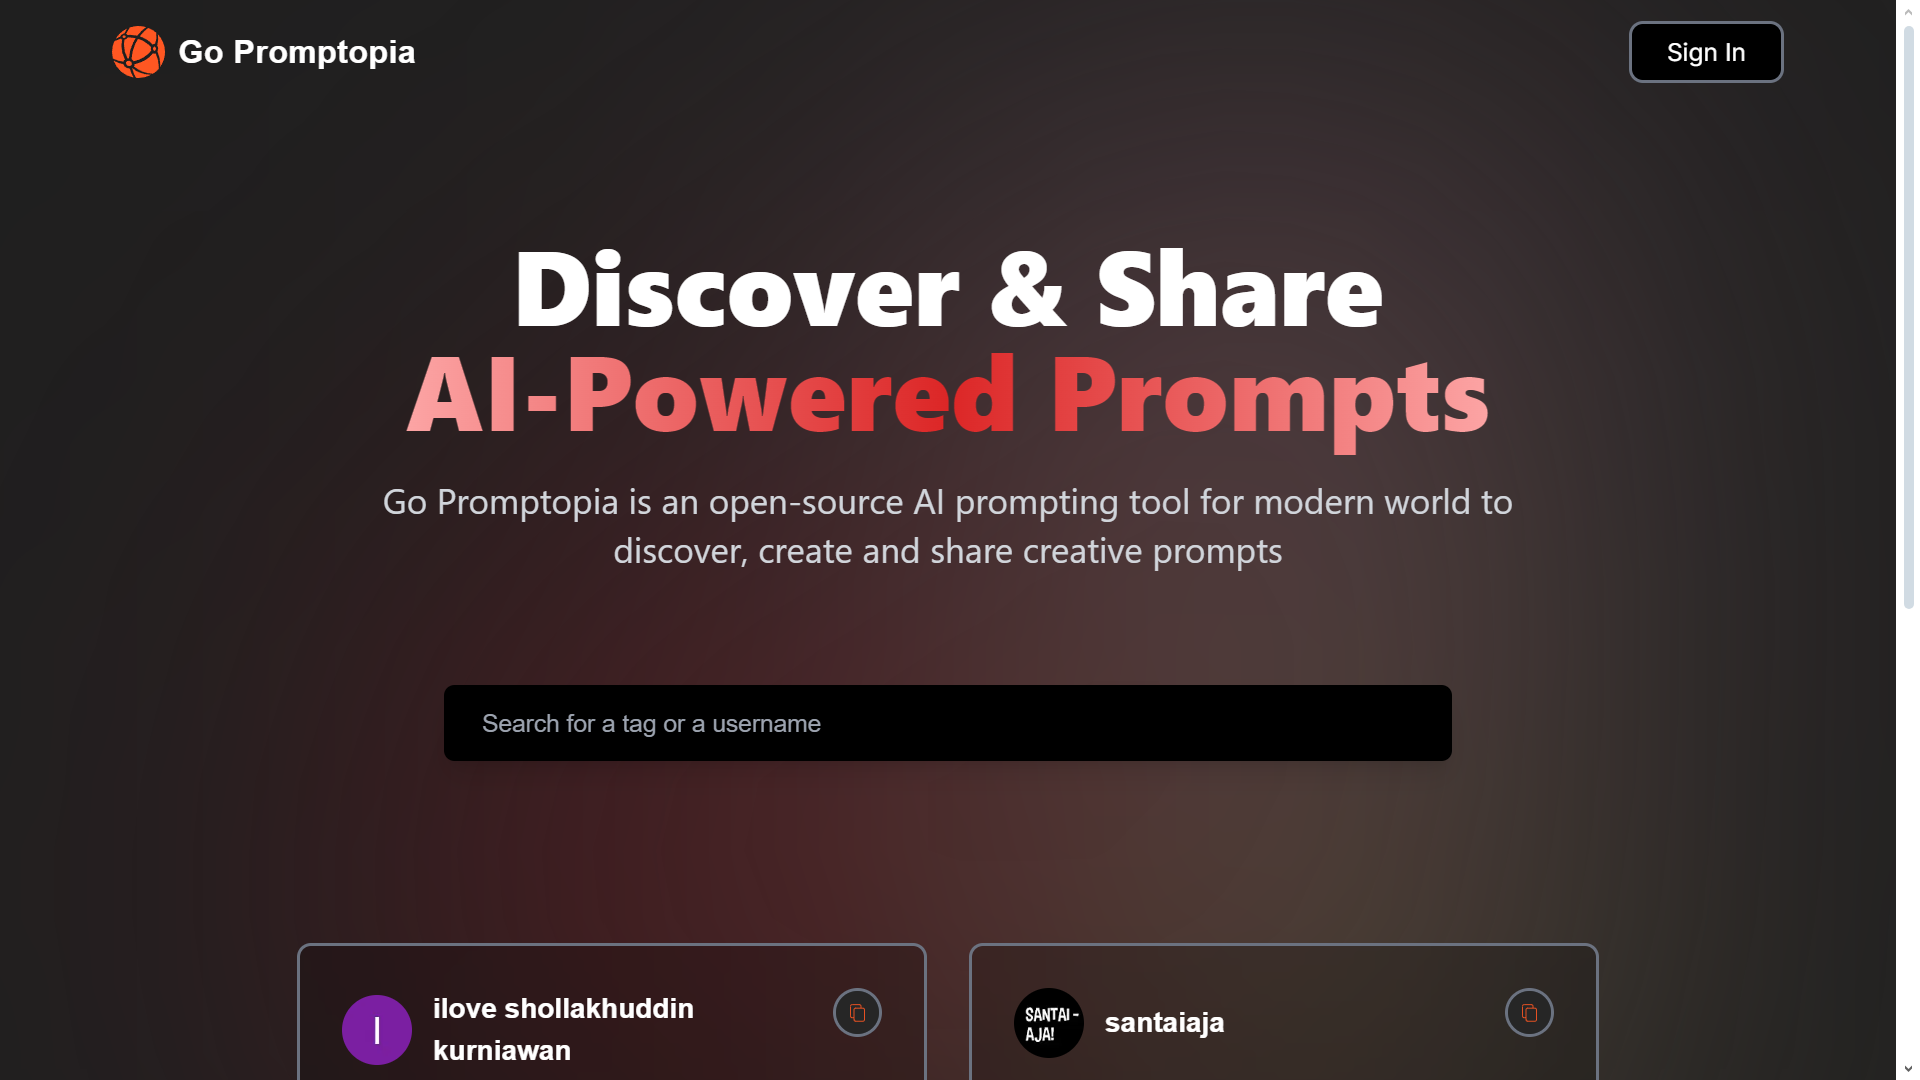 Go Promptopia
Sign In
Discover & Share
AI-Powered Prompts
Go Promptopia is an open-source AI prompting tool for modern world to
discover, create and share creative prompts
Search for a tag or a username
l
ilove shollakhuddin
kurniawan
SANTAI-
AJA!
santaiaja